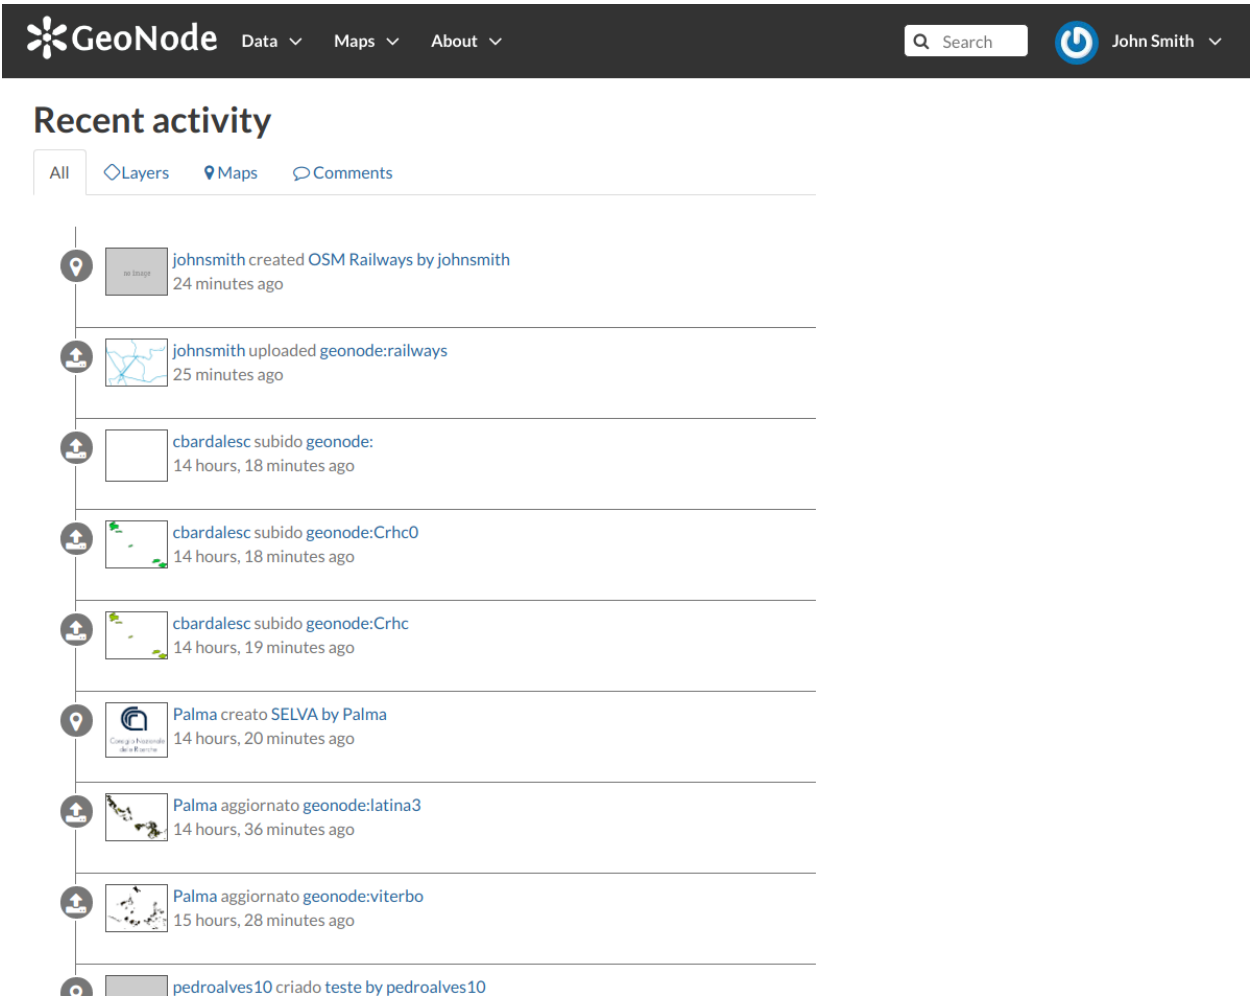 GeoNode Data Maps About Search John Smith
Recent activity
All Layers Maps Comments
no image
johnsmith created OSM Railways by johnsmith
24 minutes ago
johnsmith uploaded geonode:railways
25 minutes ago
cbardalesc subido geonode:
14 hours, 18 minutes ago
cbardalesc subido geonode:Crhc0
14 hours, 18 minutes ago
cbardalesc subido geonode:Crhc
14 hours, 19 minutes ago
Palma creato SELVA by Palma
14 hours, 20 minutes ago
Palma aggiornato geonode:latina3
14 hours, 36 minutes ago
Palma aggiornato geonode:viterbo
15 hours, 28 minutes ago
pedroalves10 criado teste by pedroalves10